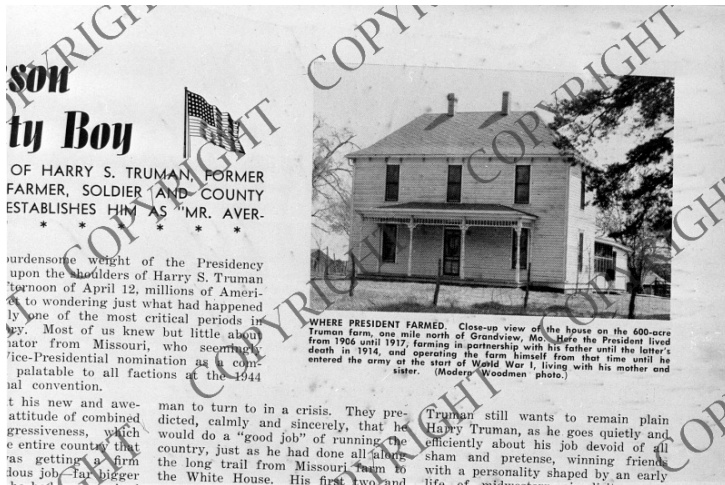 sson
ty Boy
OF HARRY S. TRUMAN, FORMER
FARMER, SOLDIER AND COUNTY
ESTABLISHES HIM AS "MR. AVER-
* * * * * * *
ourdensome weight of the Presidency
upon the shoulders of Harry S. Truman
fternoon of April 12, millions of Ameri-
et to wondering just what had happened
ly one of the most critical periods in
ory. Most of us knew but little about
nator from Missouri, who seemingly
Vice-Presidential nomination as a com-
palatable to all factions at the 1944
nal convention.
t his new and awe-
attitude of combined
gressiveness, which
e entire country that
was getting a firm
dous job far bigger
man to turn to in a crisis. They pre-
dicted, calmly and sincerely, that he
would do a "good job" of running the
country, just as he had done all along
the long trail from Missouri farm to
the White House. His first two and
WHERE PRESIDENT FARMED. Close-up view of the house on the 600-acre
Truman farm, one mile north of Grandview, Mo. Here the President lived
from 1906 until 1917, farming in partnership with his father until the latter's
death in 1914, and operating the farm himself from that time until he
entered the army at the start of World War I, living with his mother and
sister. (Modern Woodmen photo.)
Truman still wants to remain plain
Harry Truman, as he goes quietly and
efficiently about his job devoid of all
sham and pretense, winning friends
with a personality shaped by an early
COPYRIGHT
COPYRIGHT
COPYRIGHT
COPYRIGHT
COPYRIGHT
COPYRIGHT
COPYRIGHT
COPYRIGHT